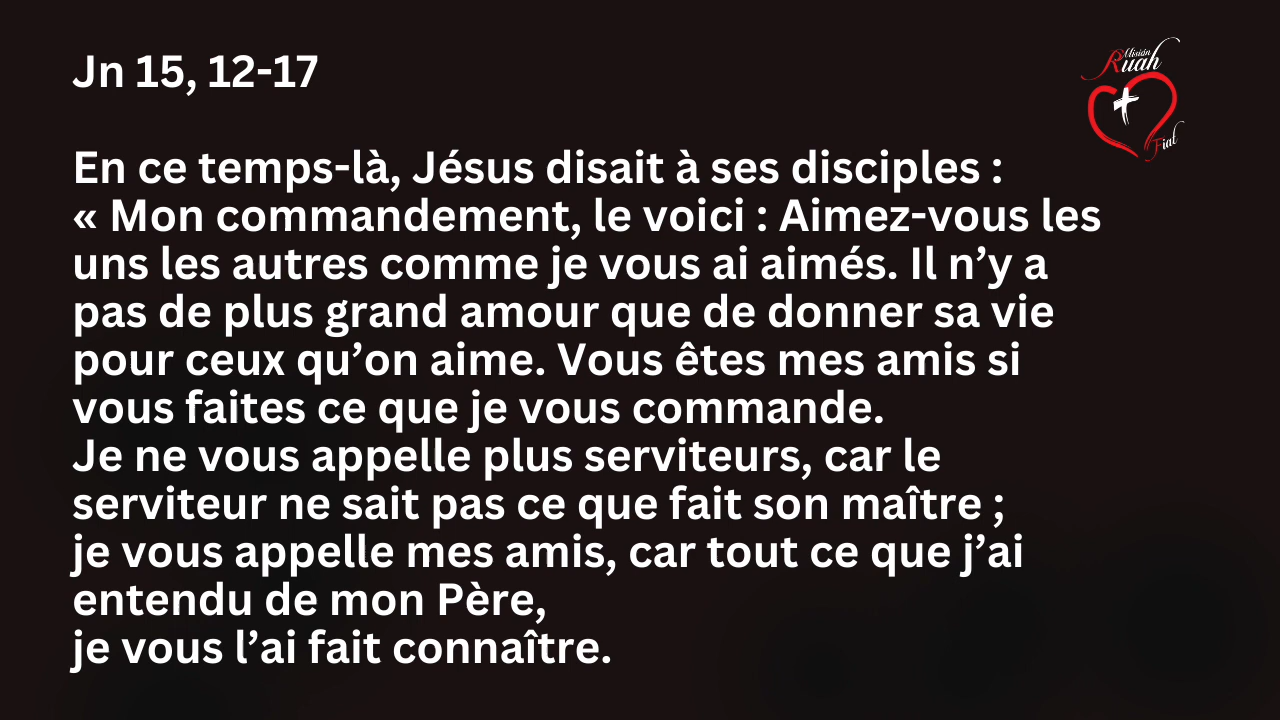 Jn 15, 12-17
Misión
Ruah
Fial
En ce temps-là, Jésus disait à ses disciples :
« Mon commandement, le voici : Aimez-vous les
uns les autres comme je vous ai aimés. Il n’y a
pas de plus grand amour que de donner sa vie
pour ceux qu’on aime. Vous êtes mes amis si
vous faites ce que je vous commande.
Je ne vous appelle plus serviteurs, car le
serviteur ne sait pas ce que fait son maître ;
je vous appelle mes amis, car tout ce que j’ai
entendu de mon Père,
je vous l’ai fait connaître.